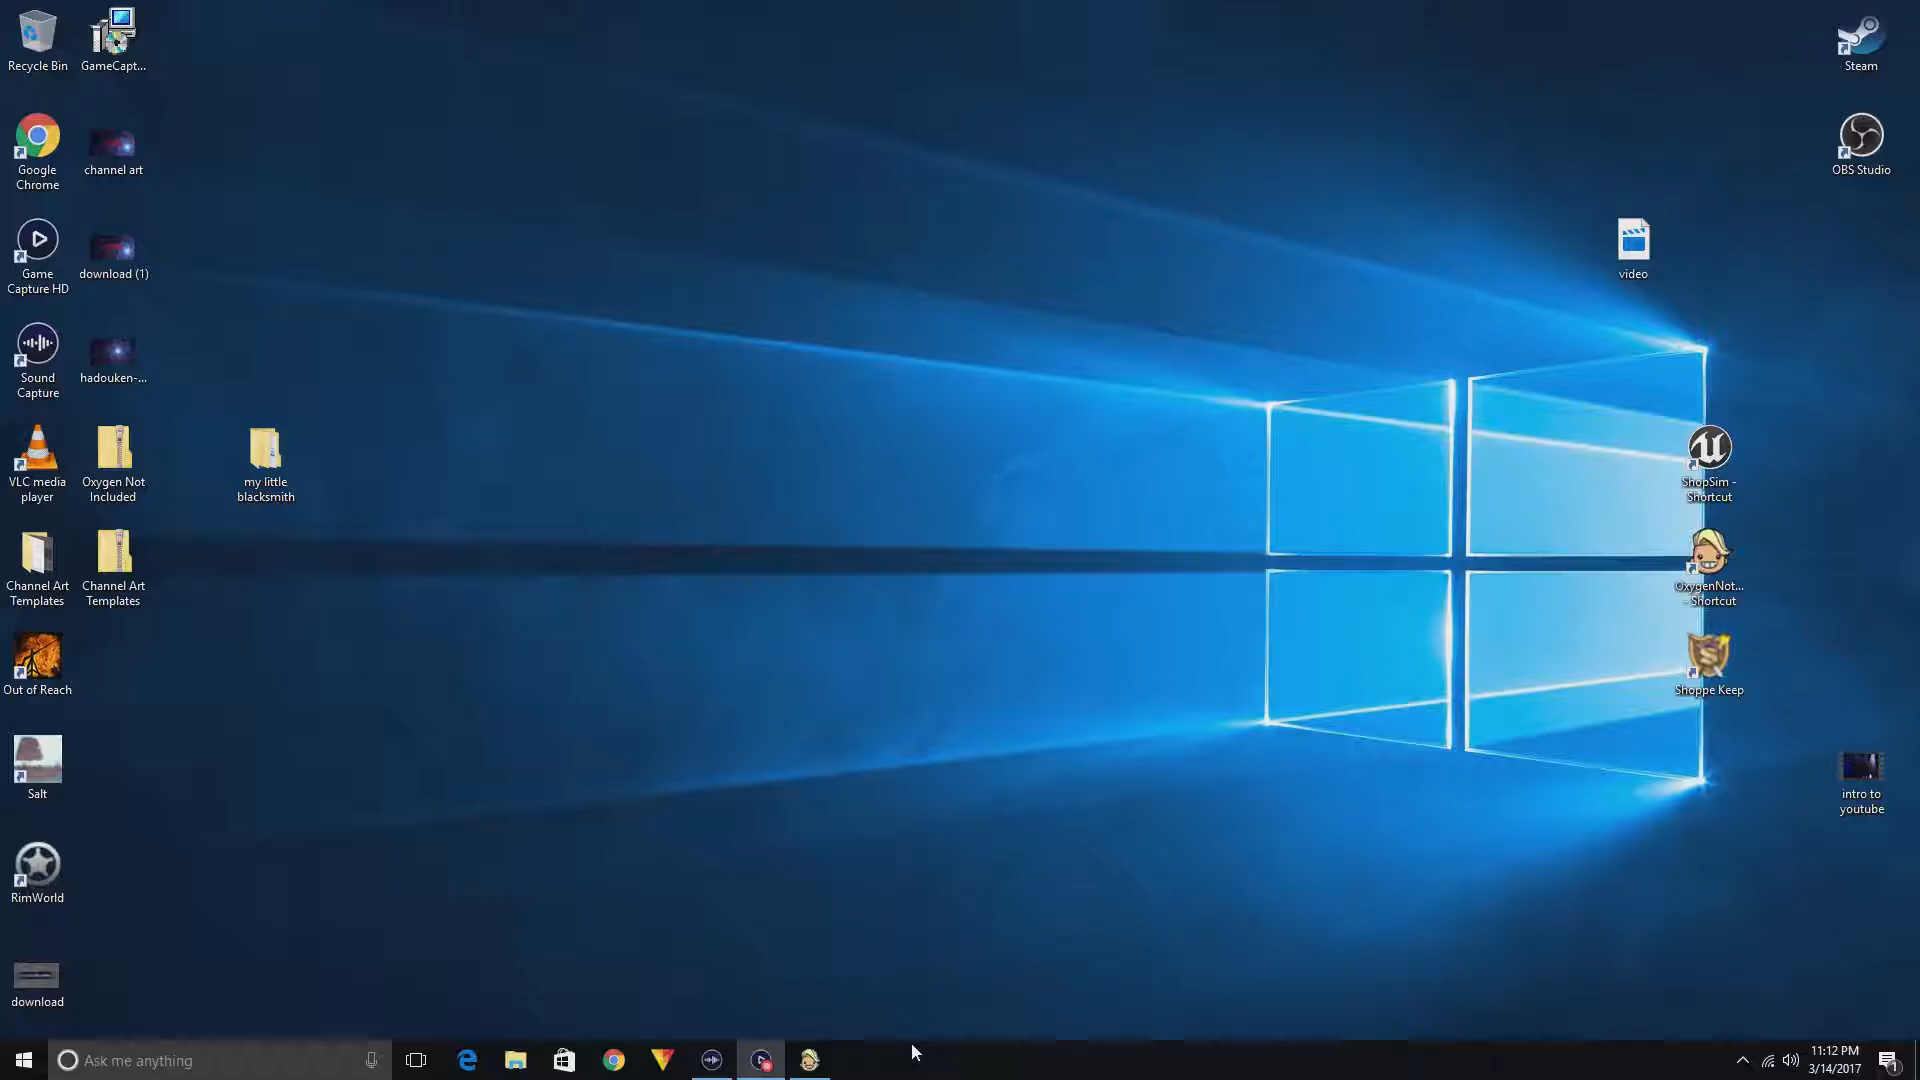 Recycle Bin
GameCapt...
Google
Chrome
channel art
Game
Capture HD
download (1)
Sound
Capture
hadouken-...
VLC media
player
Oxygen Not
Included
my little
blacksmith
Channel Art
Templates
Channel Art
Templates
Out of Reach
Salt
RimWorld
download
Steam
OBS Studio
video
ShopSim -
Shortcut
OxygenNot...
- Shortcut
Shoppe Keep
intro to
youtube
Ask me anything
11:12 PM
3/14/2017
1